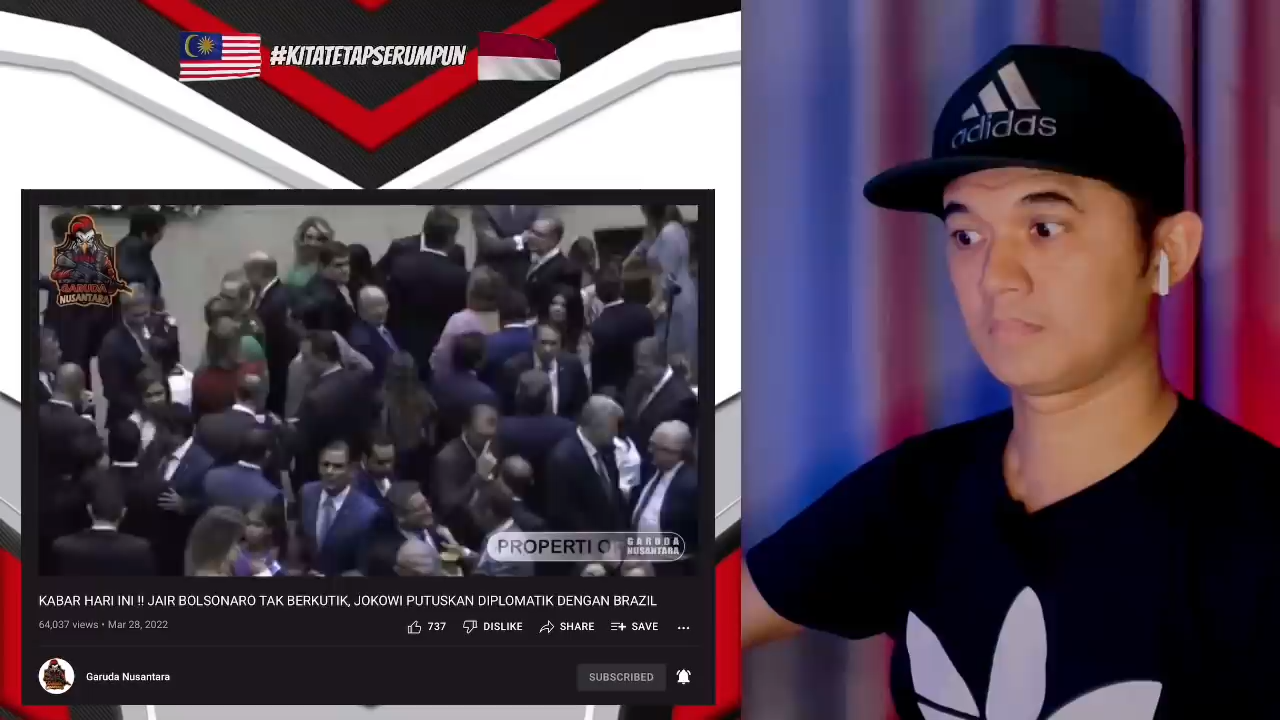 #KITATETAPSERUMPUN
adidas
GARUDA
NUSANTARA
PROPERTI O
GARUDA
NUSANTARA
KABAR HARI INI !! JAIR BOLSONARO TAK BERKUTIK, JOKOWI PUTUSKAN DIPLOMATIK DENGAN BRAZIL
64,037 views • Mar 28, 2022
737
DISLIKE
SHARE
SAVE
Garuda Nusantara
SUBSCRIBED